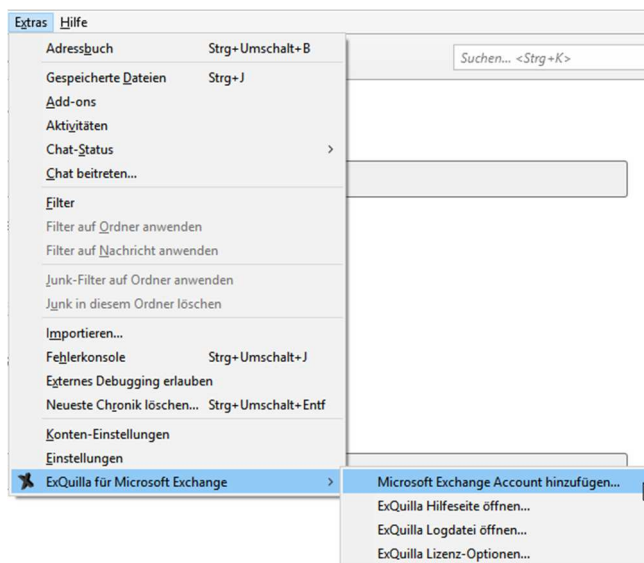 Extras Hilfe
Adressbuch Strg+Umschalt+B
Suchen... <Strg+K>
Gespeicherte Dateien Strg+J
Add-ons
Aktivitäten
Chat-Status >
Chat beitreten...
Filter
Filter auf Ordner anwenden
Filter auf Nachricht anwenden
Junk-Filter auf Ordner anwenden
Junk in diesem Ordner löschen
Importieren...
Fehlerkonsole Strg+Umschalt+J
Externes Debugging erlauben
Neueste Chronik löschen... Strg+Umschalt+Entf
Konten-Einstellungen
Einstellungen
ExQuilla für Microsoft Exchange >
Microsoft Exchange Account hinzufügen...
ExQuilla Hilfeseite öffnen...
ExQuilla Logdatei öffnen...
ExQuilla Lizenz-Optionen...